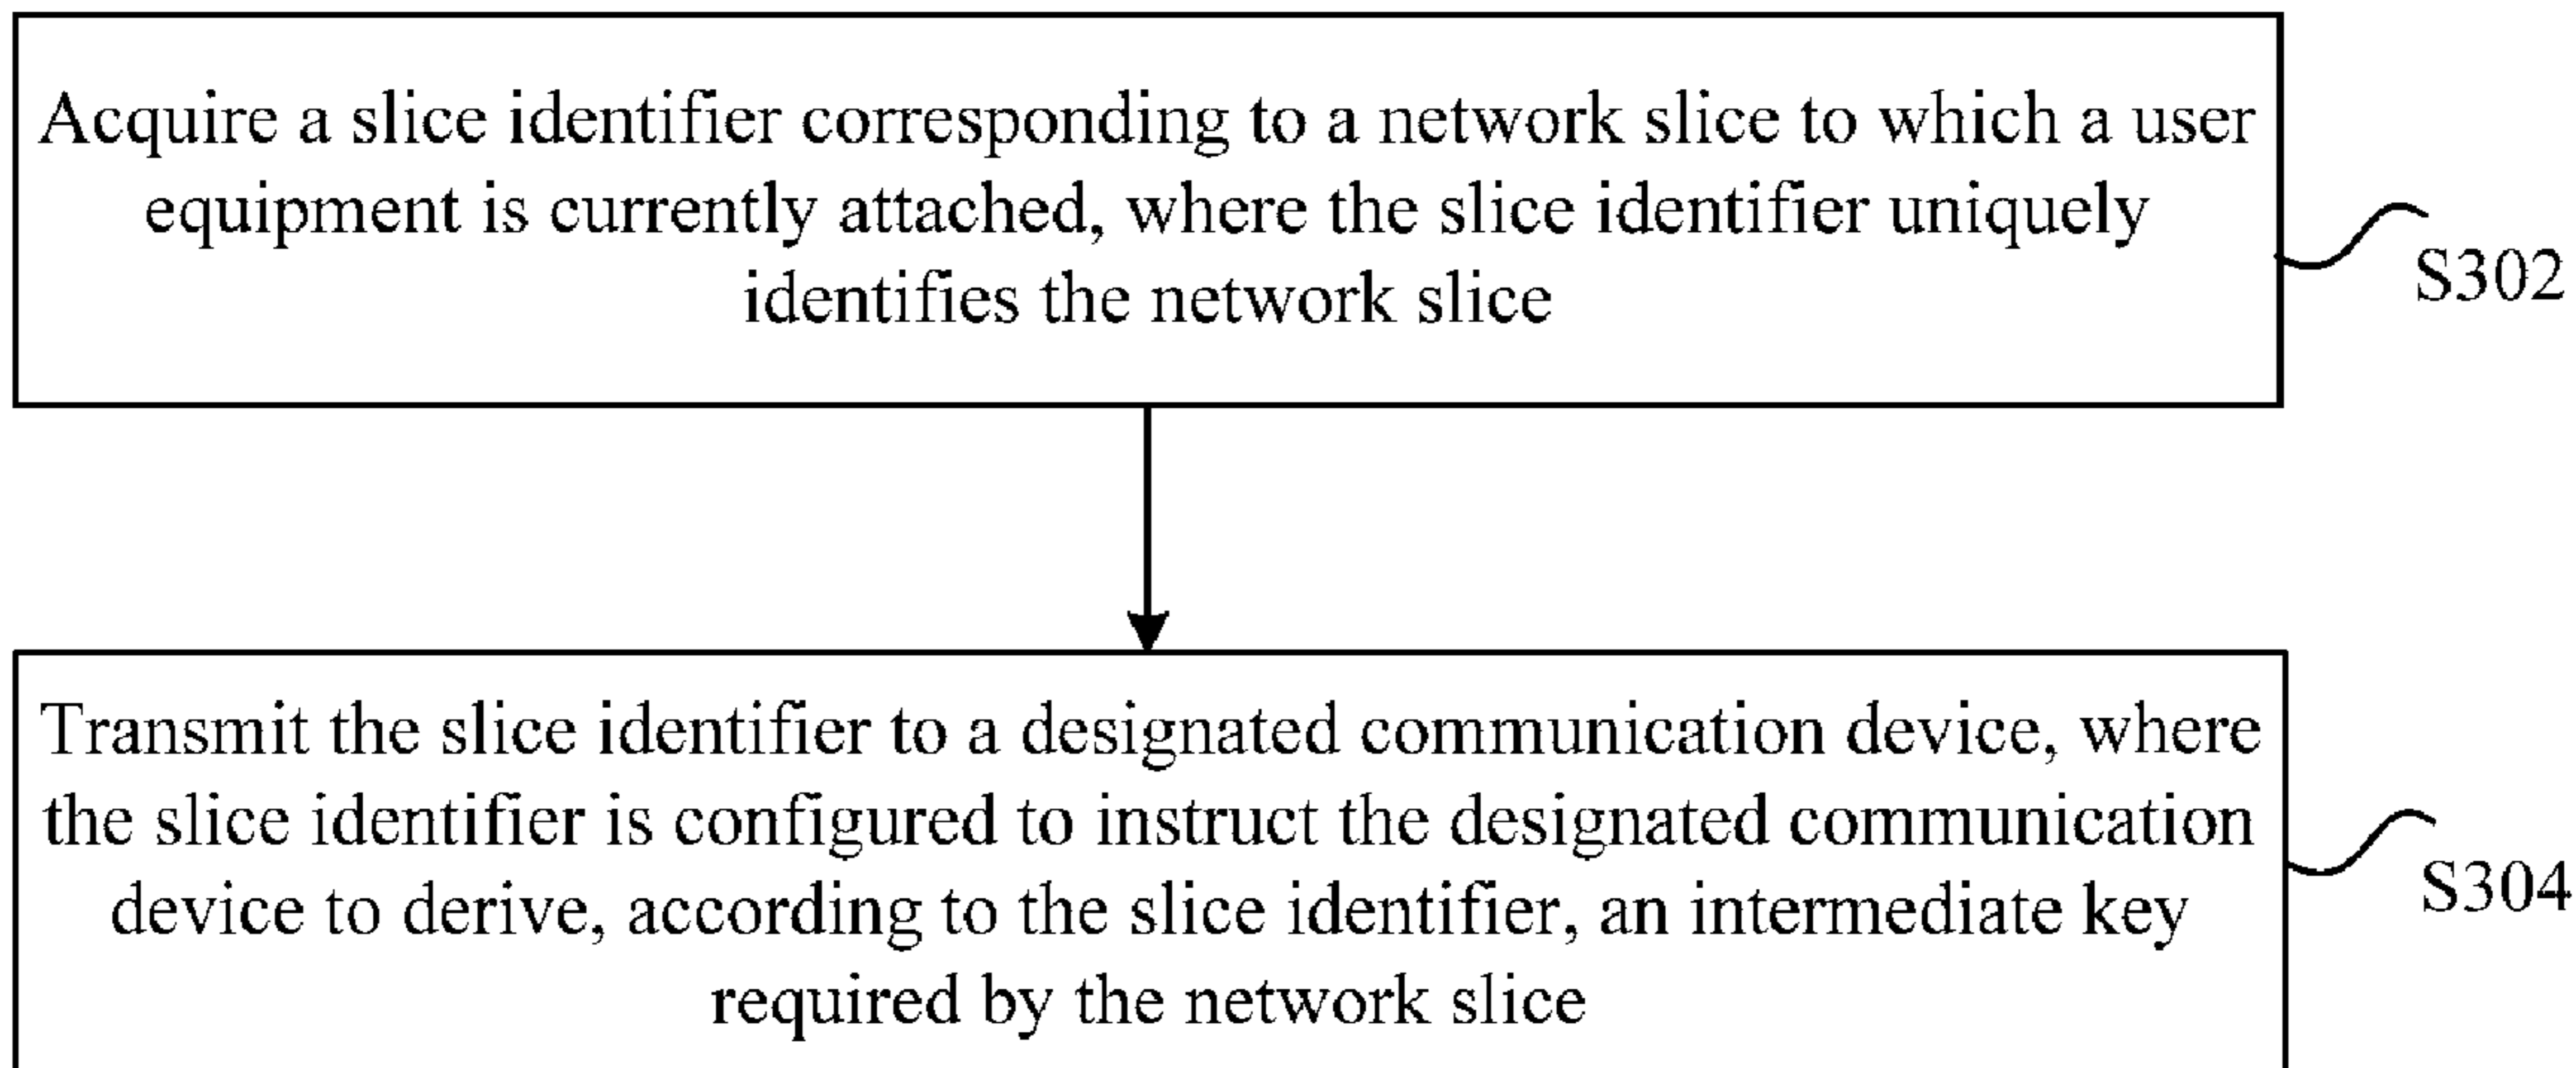 Acquire a slice identifier corresponding to a network slice to which a user
equipment is currently attached, where the slice identifier uniquely
identifies the network slice
S302
Transmit the slice identifier to a designated communication device, where
the slice identifier is configured to instruct the designated communication
device to derive, according to the slice identifier, an intermediate key
required by the network slice
S304